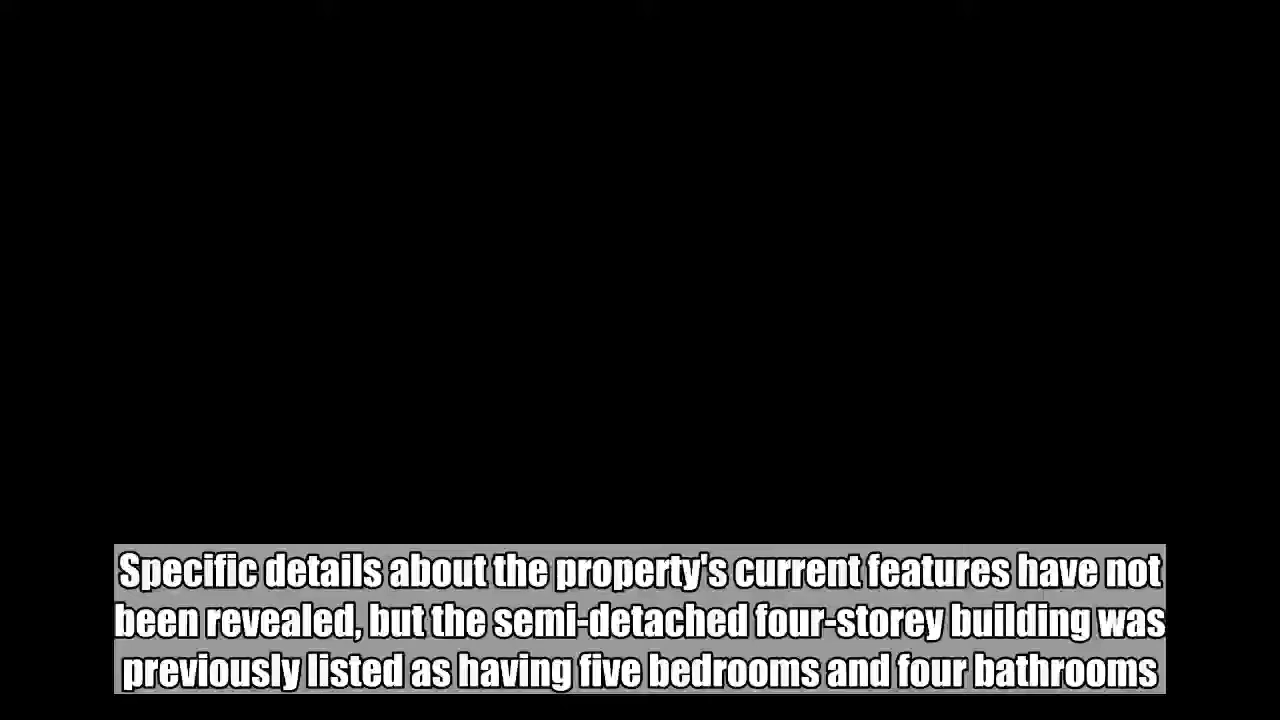 Specific details about the property's current features have not
been revealed, but the semi-detached four-storey building was
previously listed as having five bedrooms and four bathrooms